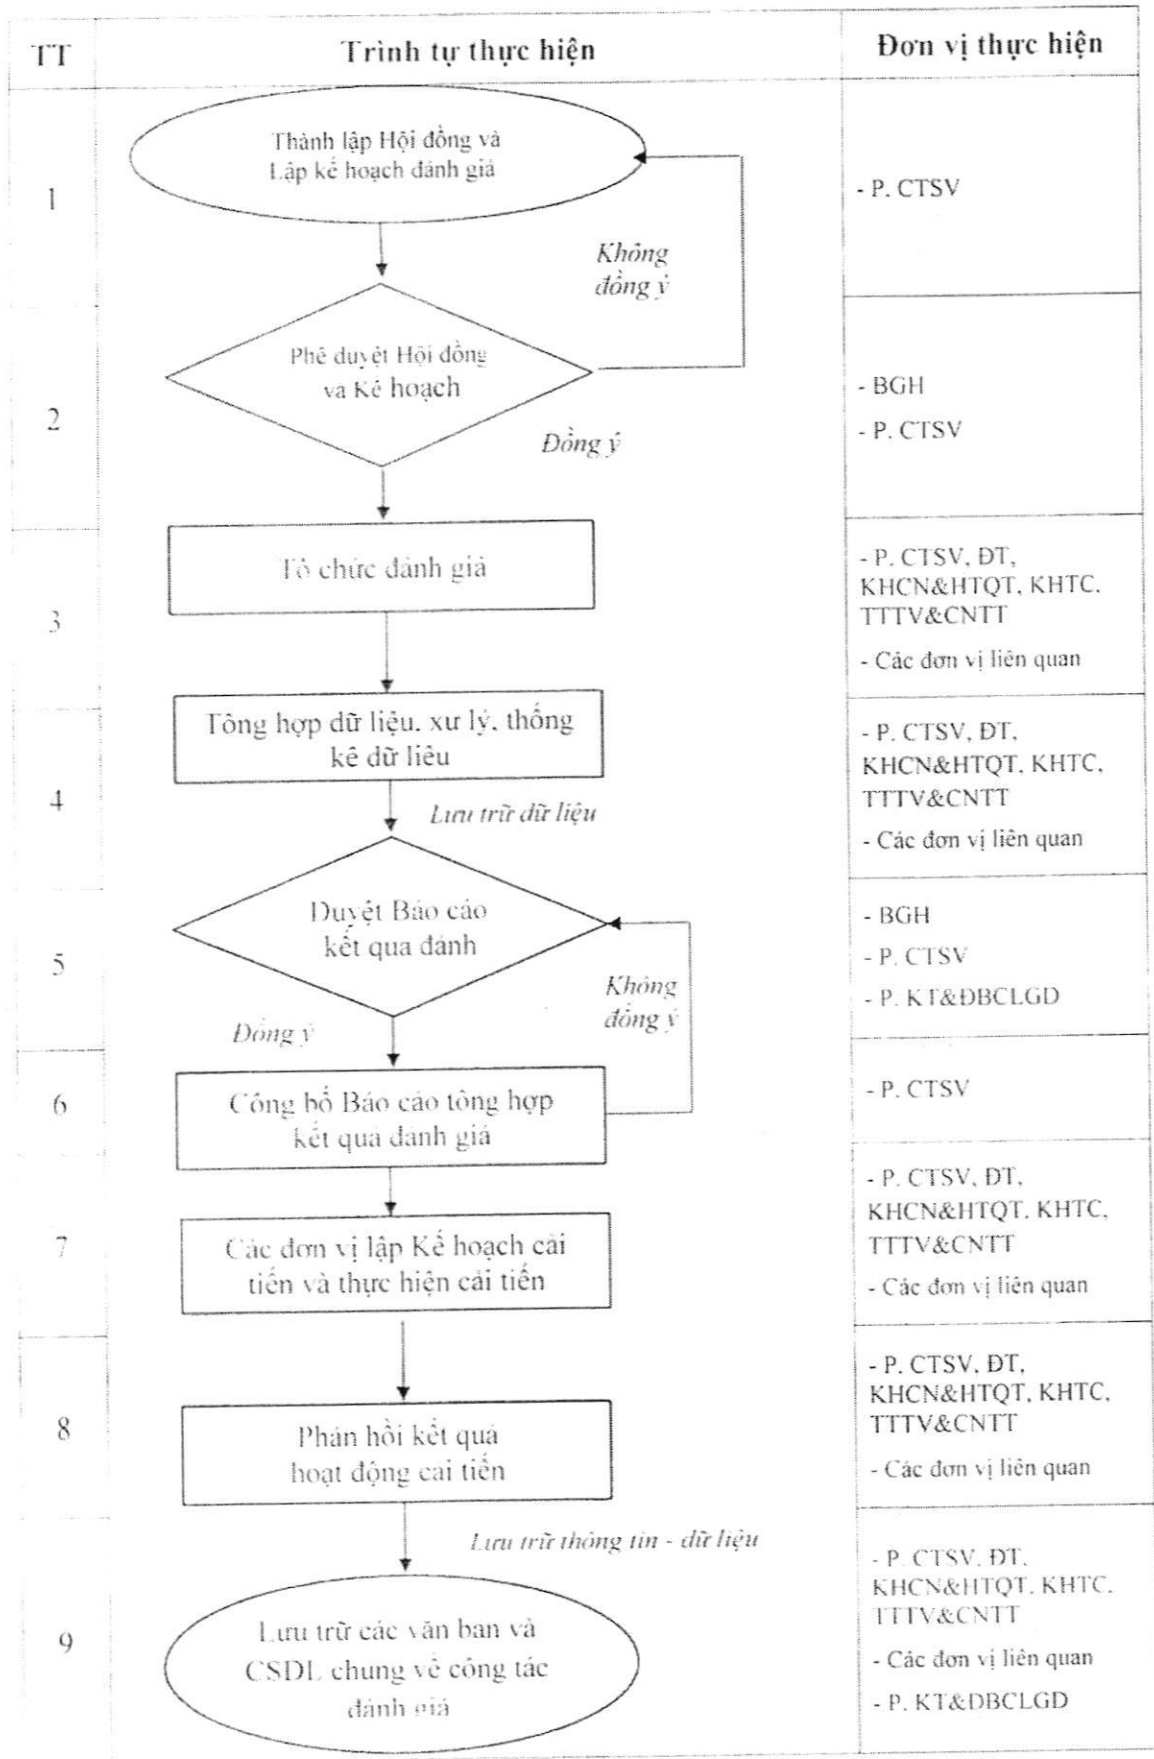 TT
Trình tự thực hiện
Đơn vị thực hiện
1
Thành lập Hội đồng và
Lập kế hoạch đánh giá
- P. CTSV
Không
đồng ý
2
Phê duyệt Hội đồng
và Kế hoạch
- BGH
- P. CTSV
Đồng ý
3
Tổ chức đánh giá
- P. CTSV, ĐT,
KHCN&HTQT, KHTC,
TTTV&CNTT
- Các đơn vị liên quan
4
Tổng hợp dữ liệu, xử lý, thống
kê dữ liệu
- P. CTSV, ĐT,
KHCN&HTQT, KHTC,
TTTV&CNTT
- Các đơn vị liên quan
Lưu trữ dữ liệu
5
Duyệt Báo cáo
kết quả đánh
- BGH
- P. CTSV
- P. KT&ĐBCLGD
Không
đồng ý
Đồng ý
6
Công bố Báo cáo tổng hợp
kết quả đánh giá
- P. CTSV
7
Các đơn vị lập Kế hoạch cải
tiến và thực hiện cải tiến
- P. CTSV, ĐT,
KHCN&HTQT, KHTC,
TTTV&CNTT
- Các đơn vị liên quan
8
Phản hồi kết quả
hoạt động cải tiến
- P. CTSV, ĐT,
KHCN&HTQT, KHTC,
TTTV&CNTT
- Các đơn vị liên quan
Lưu trữ thông tin - dữ liệu
9
Lưu trữ các văn bản và
CSDL chung về công tác
đánh giá
- P. CTSV, ĐT,
KHCN&HTQT, KHTC,
TTTV&CNTT
- Các đơn vị liên quan
- P. KT&ĐBCLGD